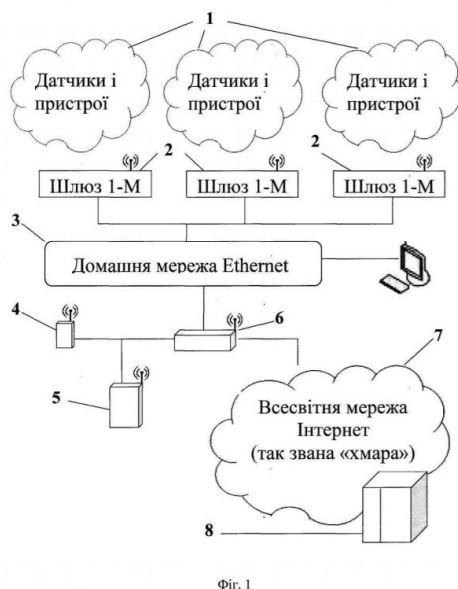 1
Датчики і
пристрої
Датчики і
пристрої
Датчики і
пристрої
2
2
Шлюз 1-М
Шлюз 1-М
Шлюз 1-М
3
Домашня мережа Ethernet
4
6
5
7
Всесвітня мережа
Інтернет
(так звана «хмара»)
8
Фіг. 1